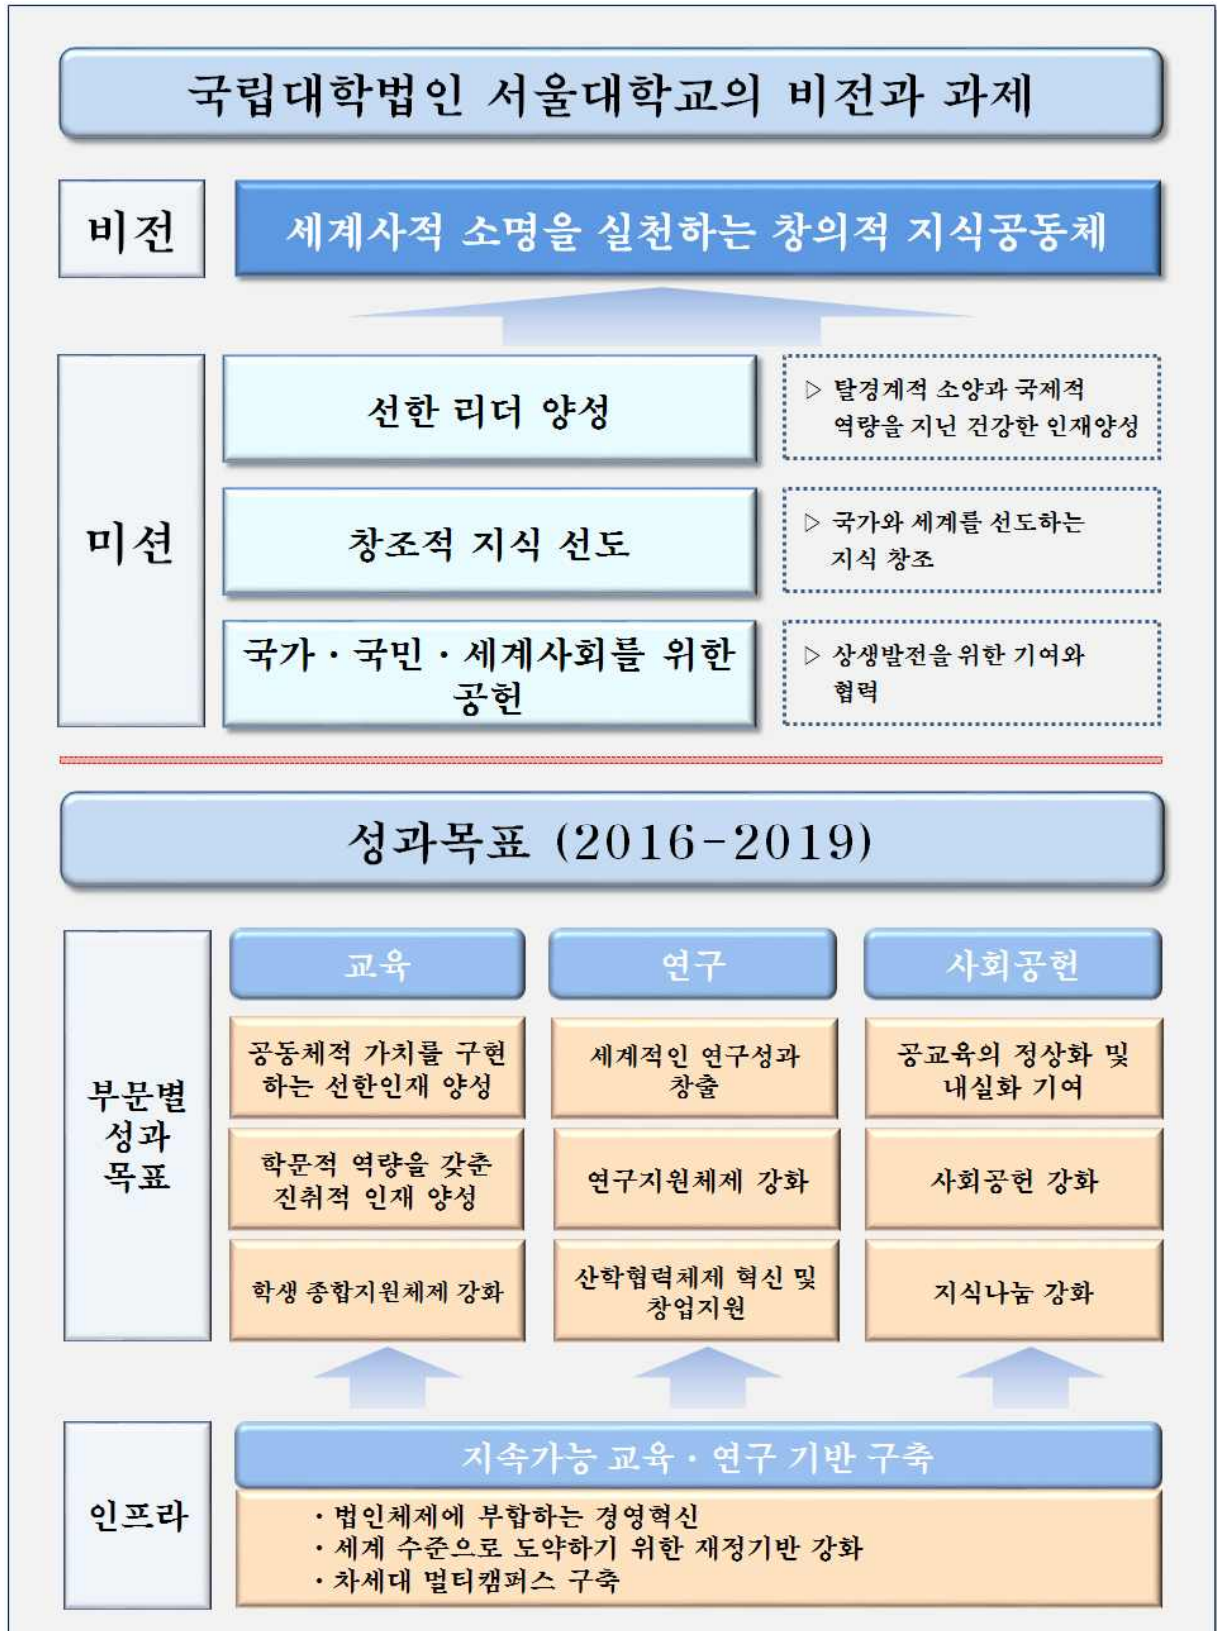 국립대학법인 서울대학교의 비전과 과제
비전
세계사적 소명을 실천하는 창의적 지식공동체
미션
선한 리더 양성
▷ 탈경계적 소양과 국제적
역량을 지닌 건강한 인재양성
창조적 지식 선도
▷ 국가와 세계를 선도하는
지식 창조
국가·국민·세계사회를 위한
공헌
▷ 상생발전을 위한 기여와
협력
성과목표 (2016-2019)
부문별
성과
목표
교육
공동체적 가치를 구현
하는 선한인재 양성
학문적 역량을 갖춘
진취적 인재 양성
학생 종합지원체제 강화
연구
세계적인 연구성과
창출
연구지원체제 강화
산학협력체제 혁신 및
창업지원
사회공헌
공교육의 정상화 및
내실화 기여
사회공헌 강화
지식나눔 강화
인프라
지속가능 교육·연구 기반 구축
·법인체제에 부합하는 경영혁신
·세계 수준으로 도약하기 위한 재정기반 강화
·차세대 멀티캠퍼스 구축